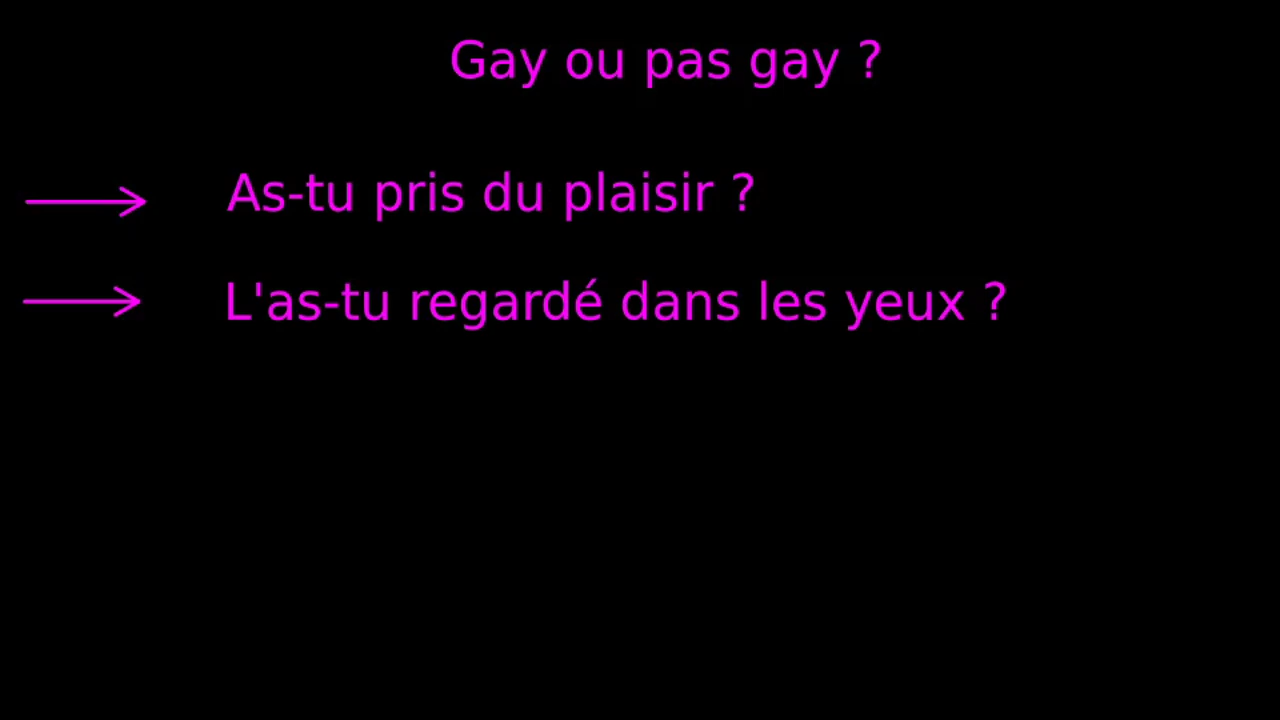 Gay ou pas gay ?
As-tu pris du plaisir ?
L'as-tu regardé dans les yeux ?